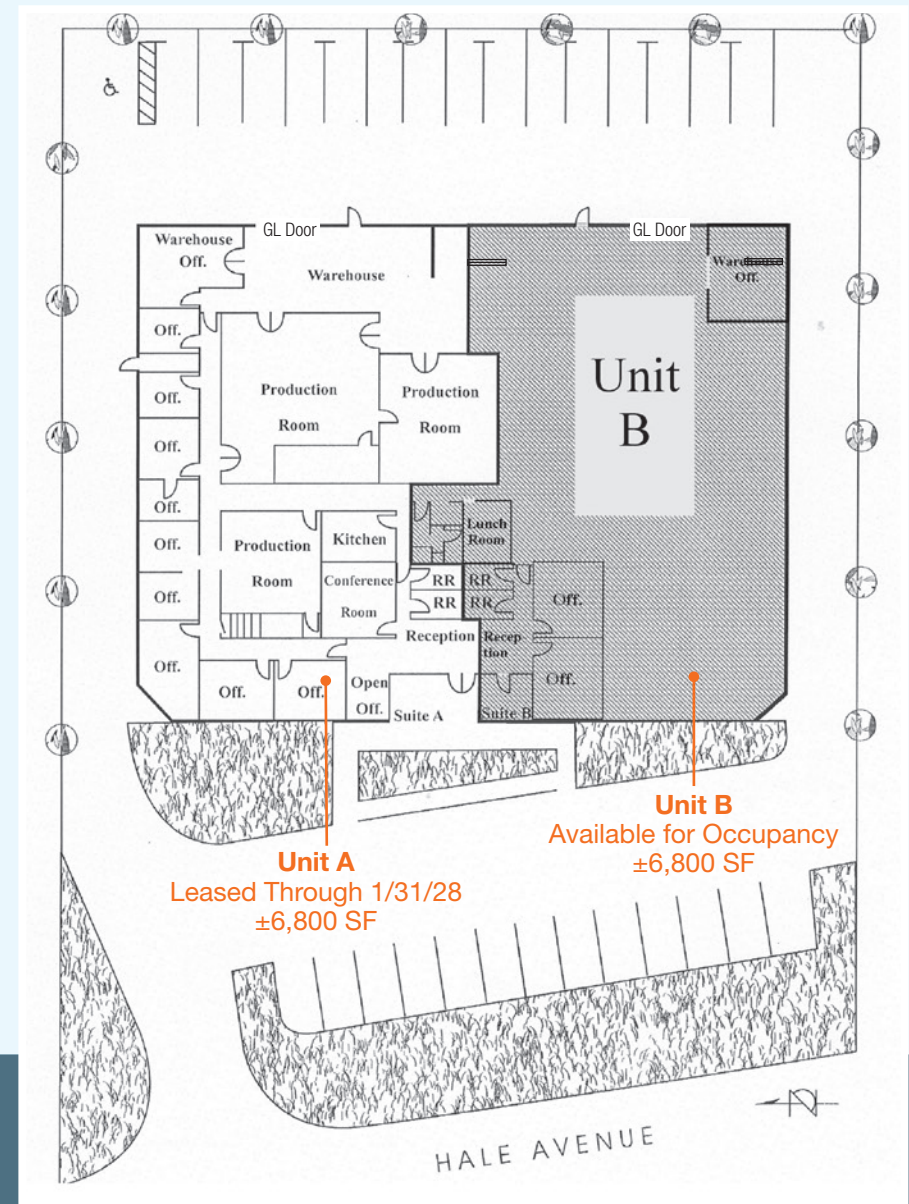 GL Door
GL Door
Warehouse
Off.
Warehouse
Warehouse
Off.
Off.
Off.
Off.
Off.
Off.
Off.
Off.
Production
Room
Production
Room
Unit
B
Lunch
Room
Production
Room
Kitchen
Conference
Room
RR
RR
RR
RR
Off.
Reception
Recep-
tion
Off.
Off.
Off.
Open
Off.
Suite A
Suite B
Unit A
Leased Through 1/31/28
±6,800 SF
Unit B
Available for Occupancy
±6,800 SF
N
HALE AVENUE